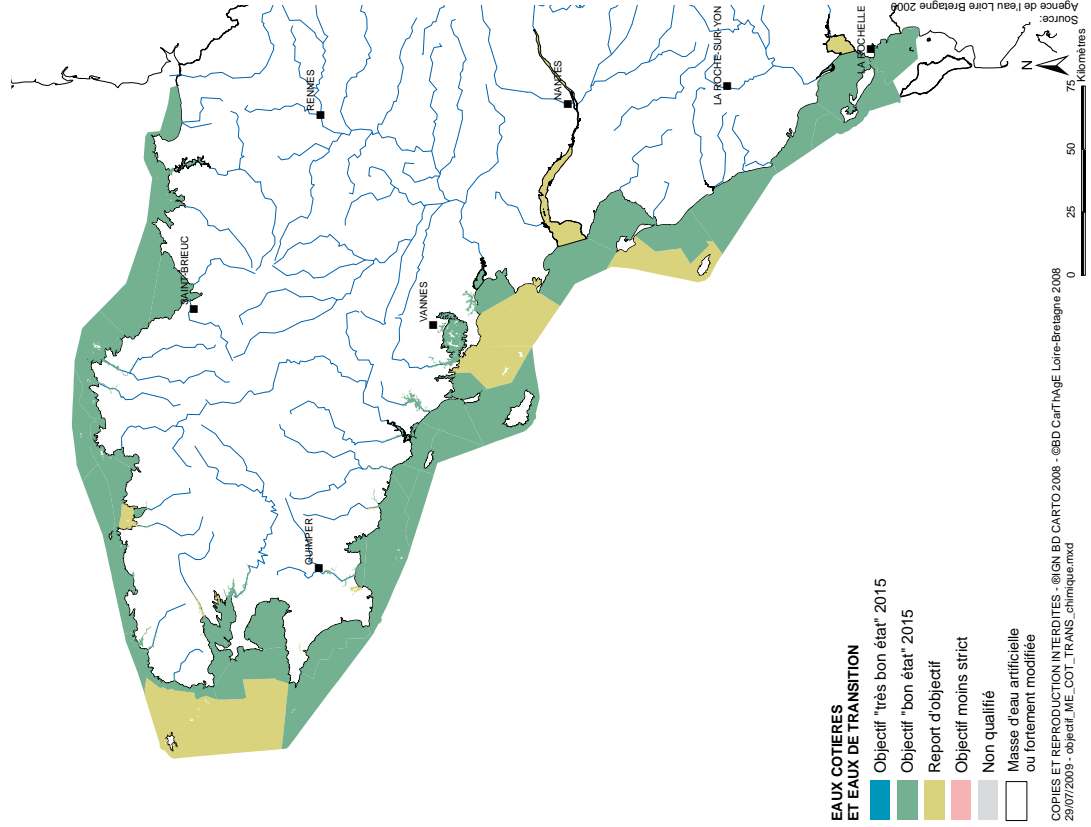 SAINT-BRIEUC
RENNES
QUIMPER
VANNES
NANTES
LA ROCHE-SUR-YON
LA ROCHELLE
EAUX COTIERES
ET EAUX DE TRANSITION
Objectif "très bon état" 2015
Objectif "bon état" 2015
Report d'objectif
Objectif moins strict
Non qualifié
Masse d'eau artificielle
ou fortement modifiée
N
0 25 50 75
Kilomètres
Source:
Agence de l'eau Loire Bretagne 2009
COPIES ET REPRODUCTION INTERDITES - ©IGN BD CARTO 2008 - ©BD CarThAgE Loire-Bretagne 2008
29/07/2009 - objectif_ME_COT_TRANS_chimique.mxd